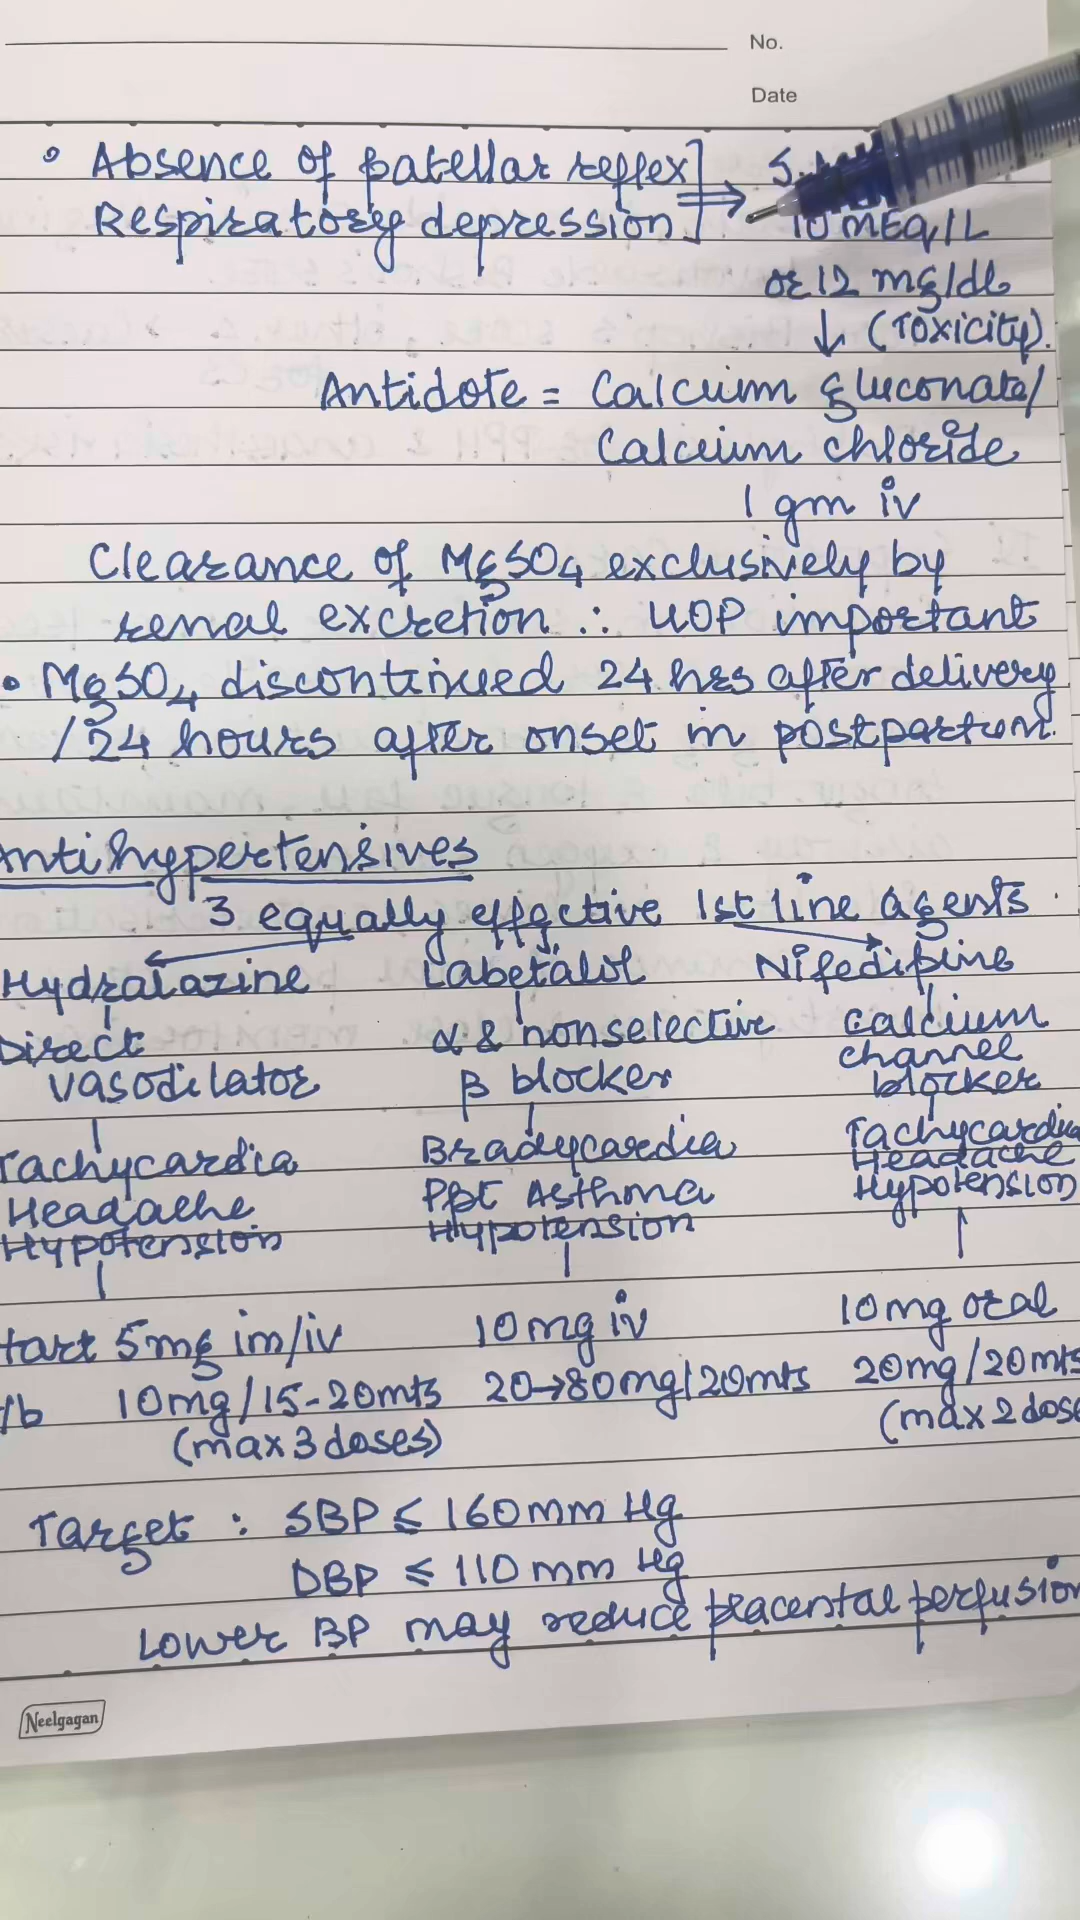 No.
Date
• Absence of patellar reflex
Respiratory depression
10 mEq/L
or 12 mg/dl
↓ (Toxicity).
Antidote = Calcium gluconate/
Calcium chloride
1 gm iv
Clearance of MgSO4 exclusively by
renal excretion ∴ UOP important
• MgSO4 discontinued 24 hrs after delivery
/24 hours after onset in postpartum.
Antihypertensives
3 equally effective 1st line agents.
Hydralazine Labetalol Nifedipine
Direct vasodilator
α & nonselective β blocker
Calcium channel blocker
Tachycardia Headache Hypotension
Bradycardia PPt Asthma Hypotension
Tachycardia Headache Hypotension
tart 5mg im/iv 10mg iv 10mg oral
/b 10mg/15-20mts 20→80mg/20mts 20mg/20mts
(max 3 doses) (max 2 dose
Target : SBP ≤ 160 mm Hg
DBP ≤ 110 mm Hg
Lower BP may reduce placental perfusion
Neelgagan